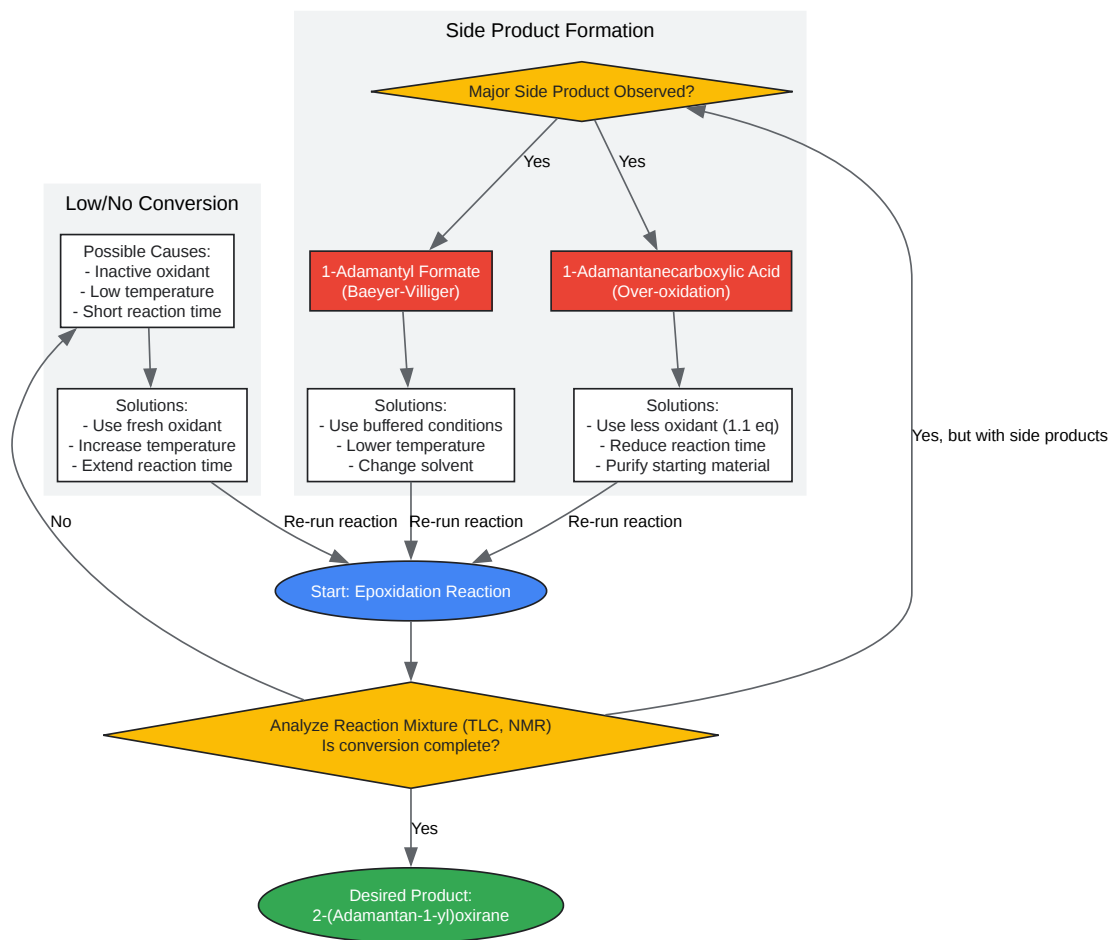 Side Product Formation
Major Side Product Observed?
Yes
Yes
Low/No Conversion
Possible Causes:
- Inactive oxidant
- Low temperature
- Short reaction time
1-Adamantyl Formate
(Baeyer-Villiger)
1-Adamantanecarboxylic Acid
(Over-oxidation)
Solutions:
- Use fresh oxidant
- Increase temperature
- Extend reaction time
Solutions:
- Use buffered conditions
- Lower temperature
- Change solvent
Solutions:
- Use less oxidant (1.1 eq)
- Reduce reaction time
- Purify starting material
Yes, but with side products
No
Re-run reaction
Re-run reaction
Re-run reaction
Start: Epoxidation Reaction
Analyze Reaction Mixture (TLC, NMR)
Is conversion complete?
Yes
Desired Product:
2-(Adamantan-1-yl)oxirane